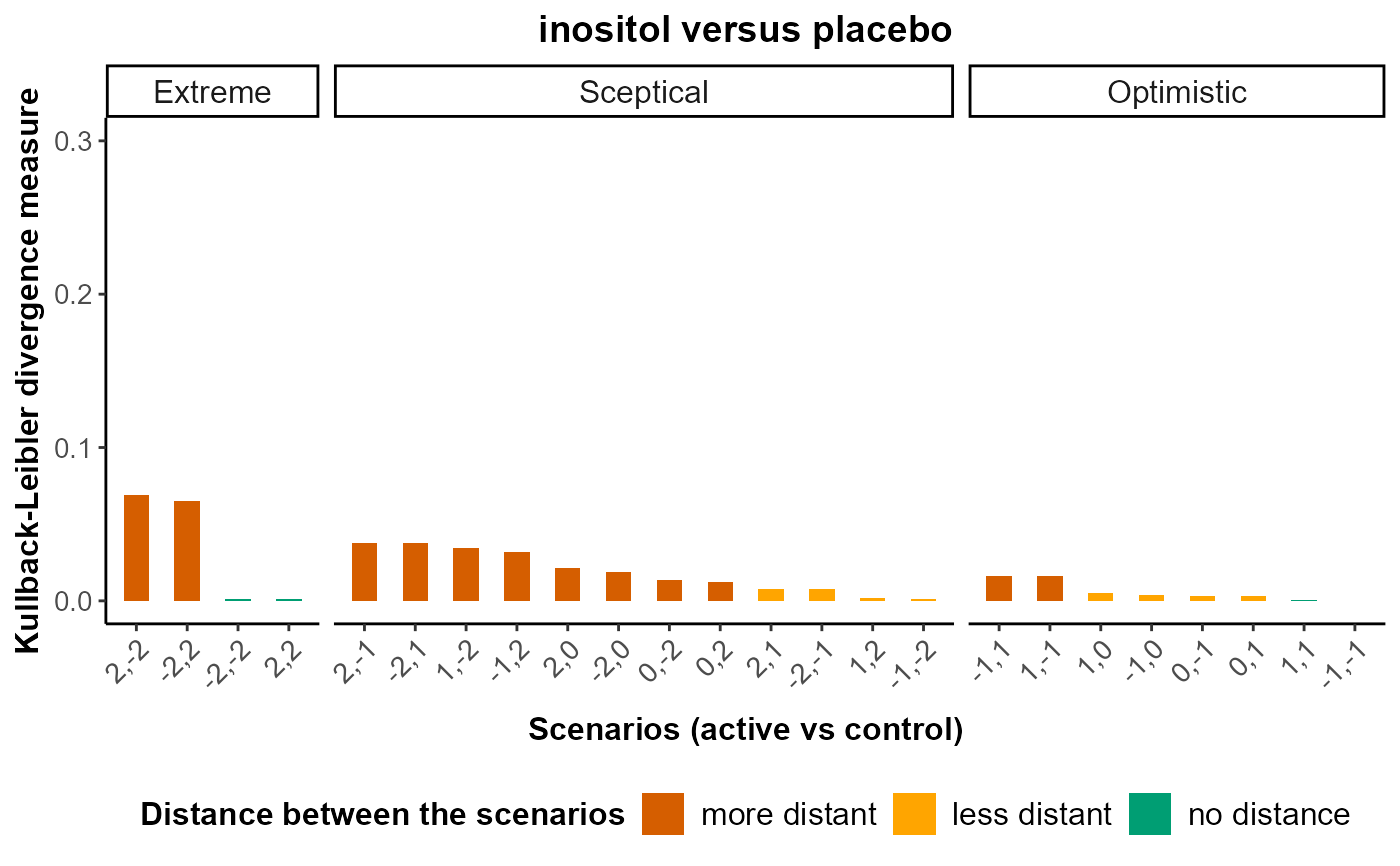 inositol versus placebo
Extreme Sceptical Optimistic
Kullback-Leibler divergence measure
0.3
0.2
0.1
0.0
2,-2 -2,2 -2,-2 2,2 2,-1 -2,1 1,-2 -1,2 2,0 -2,0 0,-2 0,2 2,1 -2,-1 1,2 -1,-2 -1,1 1,-1 1,0 -1,0 0,-1 0,1 1,1 -1,-1
Scenarios (active vs control)
Distance between the scenarios more distant less distant no distance